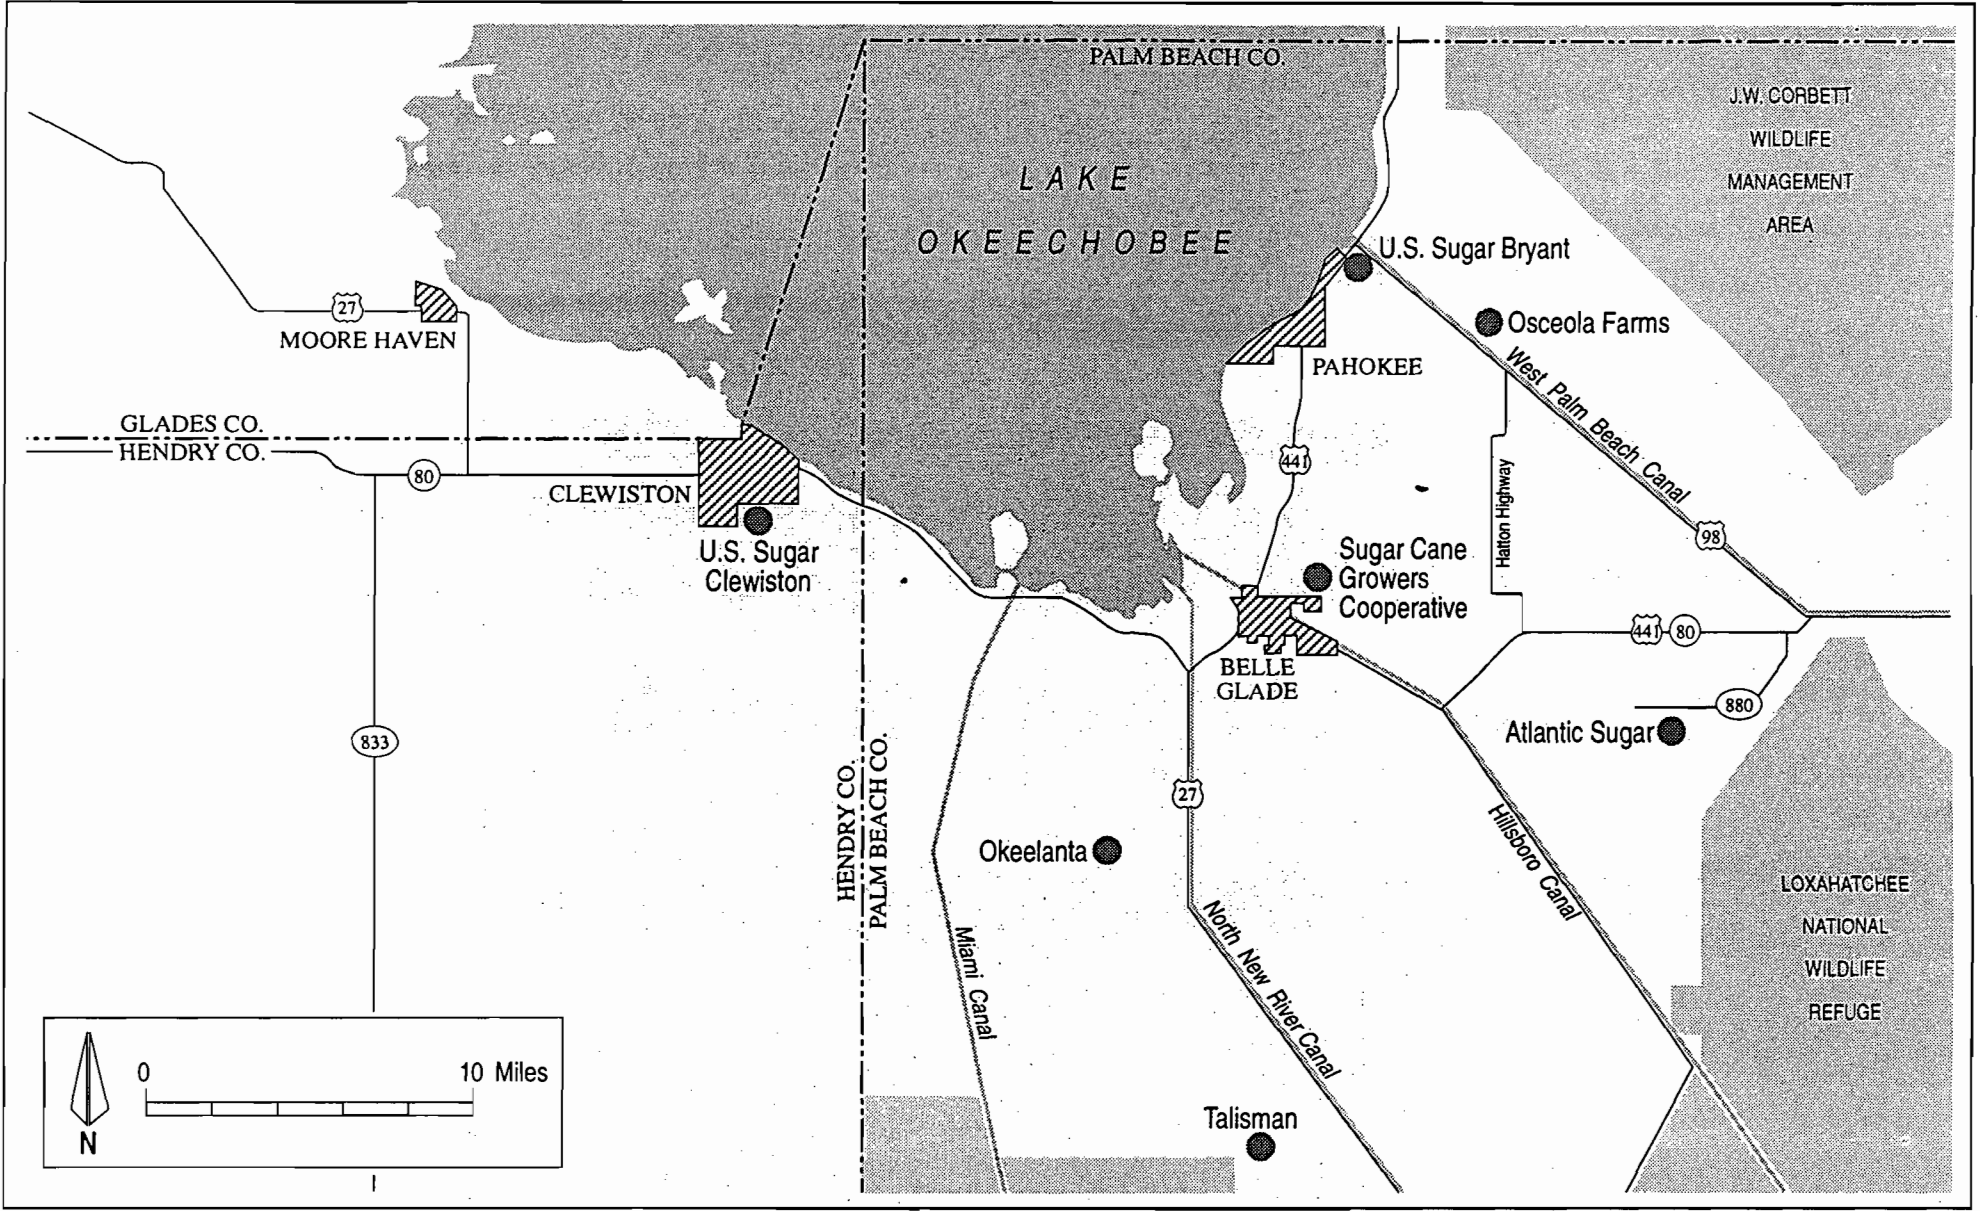 PALM BEACH CO.
J.W. CORBETT
WILDLIFE
MANAGEMENT
AREA
LAKE
OKEECHOBEE
U.S. Sugar Bryant
27
MOORE HAVEN
Osceola Farms
West Palm Beach Canal
PAHOKEE
GLADES CO.
HENDRY CO.
80
CLEWISTON
441
Hatton Highway
98
U.S. Sugar
Clewiston
Sugar Cane
Growers
Cooperative
441
80
BELLE
GLADE
880
Atlantic Sugar
833
HENDRY CO.
PALM BEACH CO.
27
Okeelanta
Hillsboro Canal
LOXAHATCHEE
NATIONAL
WILDLIFE
REFUGE
Miami Canal
North New River Canal
0
10 Miles
N
Talisman